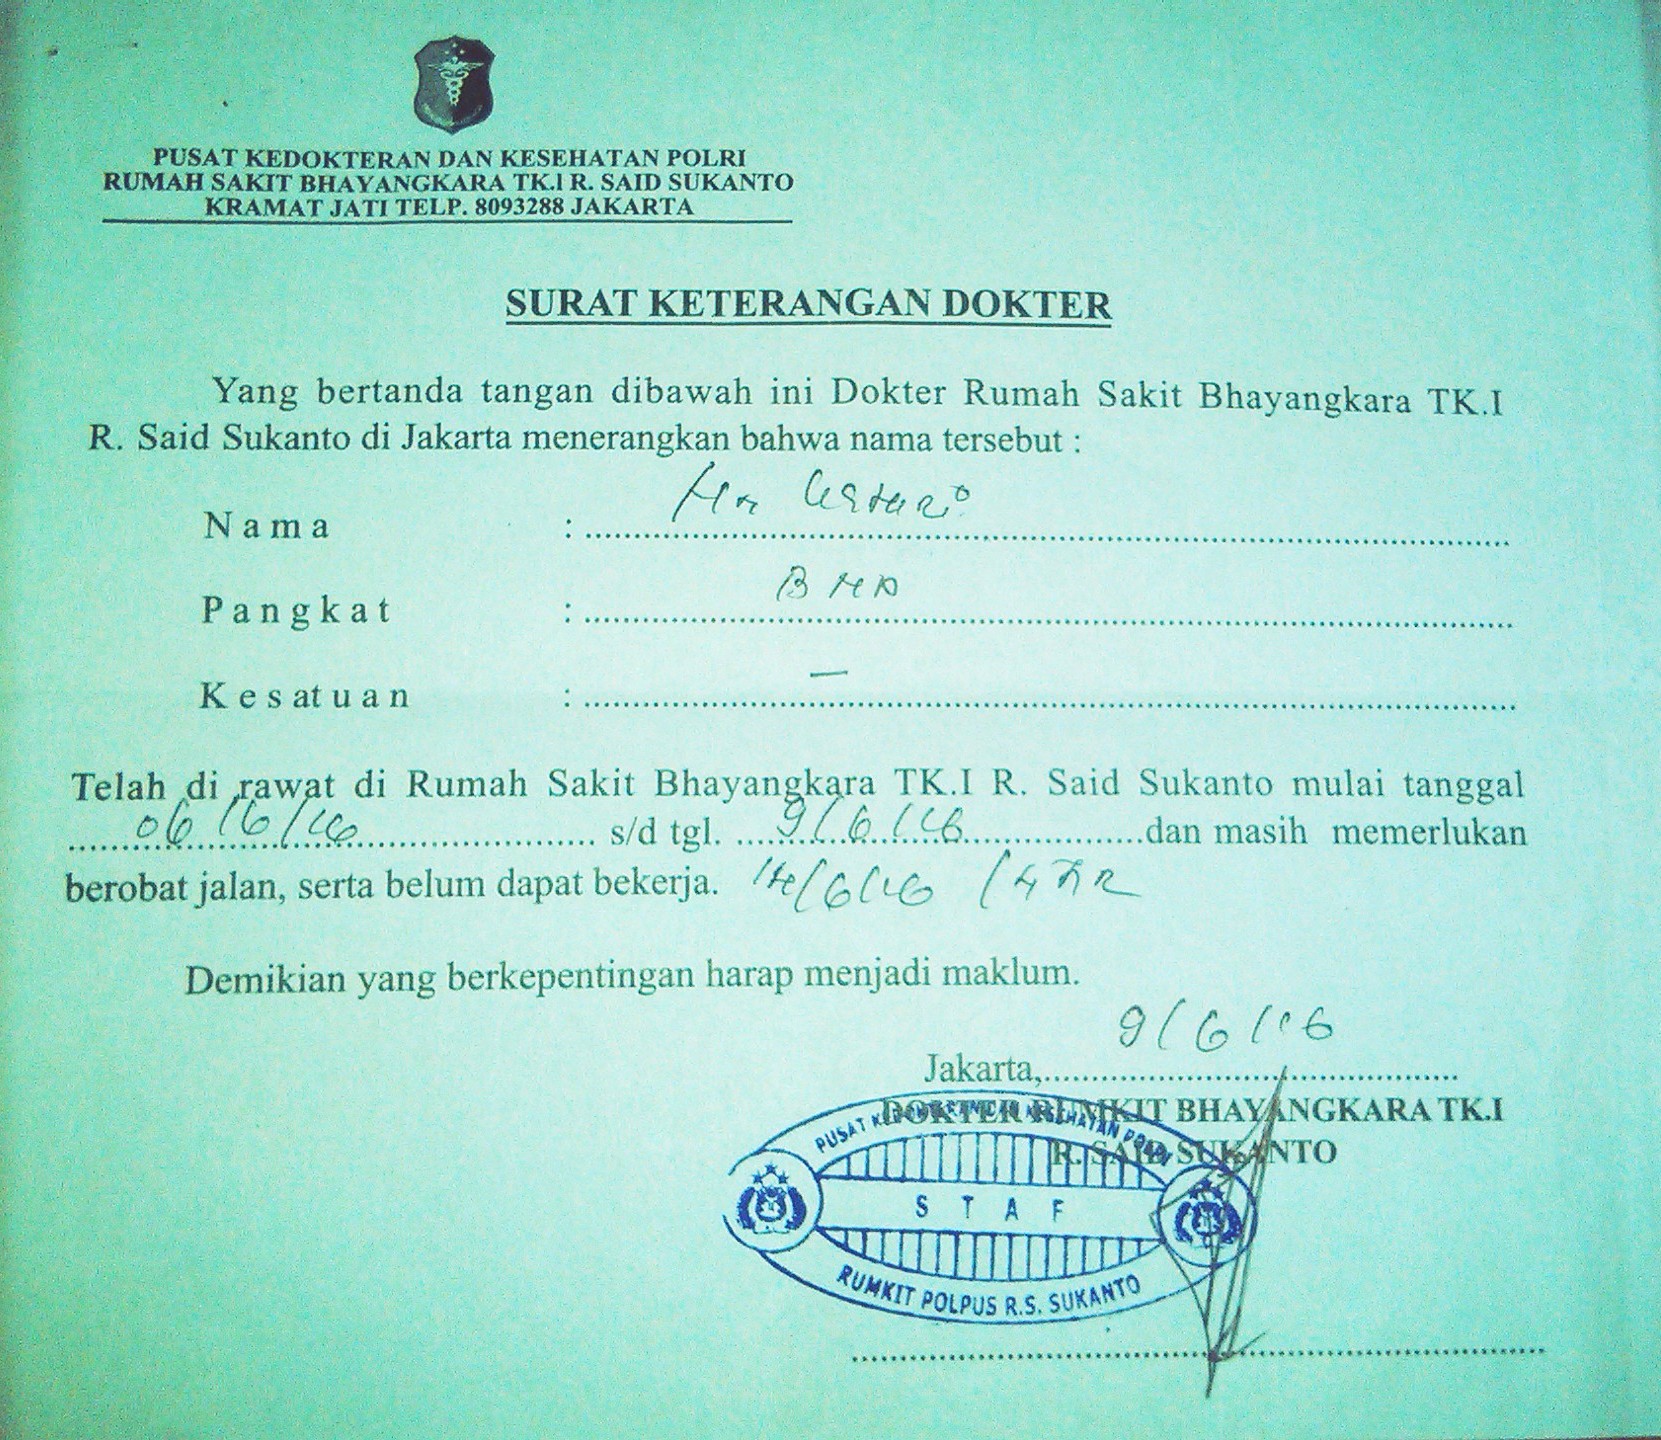 PUSAT KEDOKTERAN DAN KESEHATAN POLRI
RUMAH SAKIT BHAYANGKARA TK.I R. SAID SUKANTO
KRAMAT JATI TELP. 8093288 JAKARTA
SURAT KETERANGAN DOKTER
Yang bertanda tangan dibawah ini Dokter Rumah Sakit Bhayangkara TK.I
R. Said Sukanto di Jakarta menerangkan bahwa nama tersebut :
Nama :
Pangkat :
Kesatuan : —
Telah di rawat di Rumah Sakit Bhayangkara TK.I R. Said Sukanto mulai tanggal
06/6/16 s/d tgl. 9/6/16 dan masih memerlukan
berobat jalan, serta belum dapat bekerja. 14/6/16
Demikian yang berkepentingan harap menjadi maklum.
Jakarta, 9/6/16
DOKTER RUMKIT BHAYANGKARA TK.I
R. SAID SUKANTO
PUSAT KEDOKTERAN DAN KESEHATAN POLRI
STAF
RUMKIT POLPUS R.S. SUKANTO